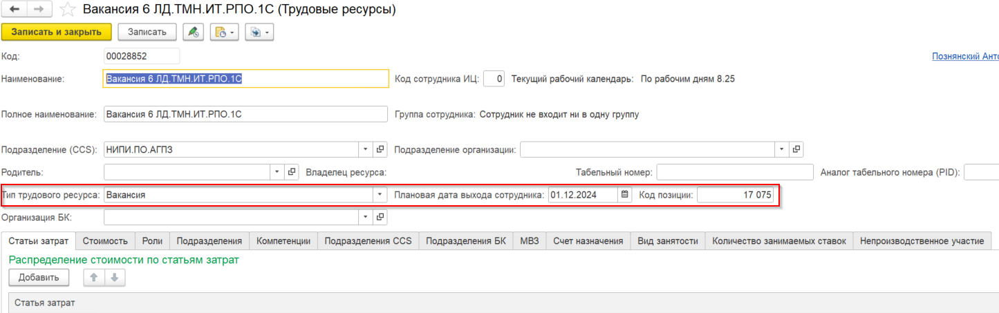 Вакансия 6 ЛД.ТМН.ИТ.РПО.1С (Трудовые ресурсы)
Записать и закрыть Записать
Код: 00028852 Познянский Анто
Наименование: Вакансия 6 ЛД.ТМН.ИТ.РПО.1С Код сотрудника ИЦ: 0 Текущий рабочий календарь: По рабочим дням 8.25
Полное наименование: Вакансия 6 ЛД.ТМН.ИТ.РПО.1С Группа сотрудника: Сотрудник не входит ни в одну группу
Подразделение (CCS): НИПИ.ПО.АГПЗ Подразделение организации:
Родитель: Владелец ресурса: Табельный номер: Аналог табельного номера (PID):
Тип трудового ресурса: Вакансия Плановая дата выхода сотрудника: 01.12.2024 Код позиции: 17 075
Организация БК:
Статьи затрат Стоимость Роли Подразделения Компетенции Подразделения CCS Подразделения БК МВЗ Счет назначения Вид занятости Количество занимаемых ставок Непроизводственное участие
Распределение стоимости по статьям затрат
Добавить
Статья затрат